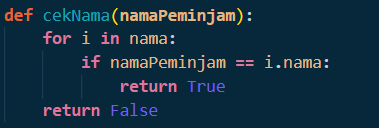 def cekNama(namaPeminjam):
    for i in nama:
        if namaPeminjam == i.nama:
            return True
    return False